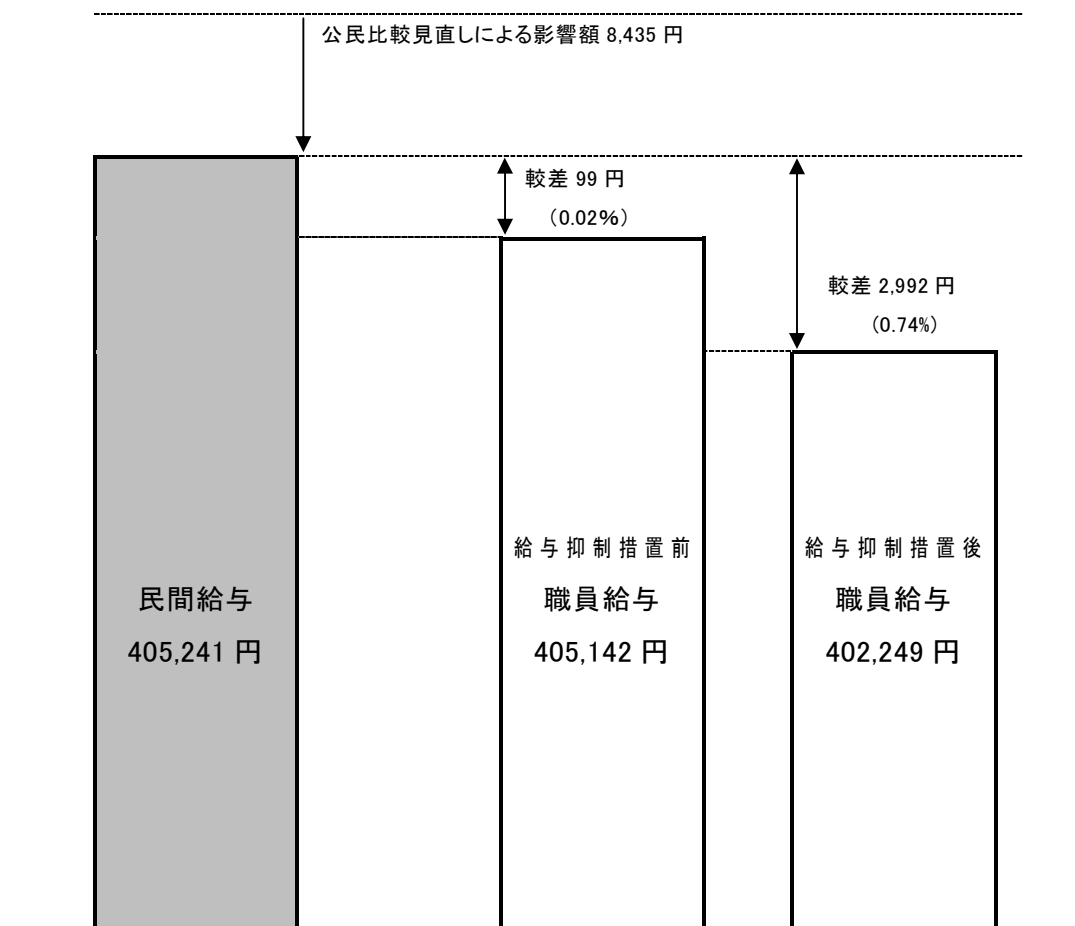 公民比較見直しによる影響額 8,435 円
較差 99 円
（0.02%）
較差 2,992 円
（0.74%）
民間給与
405,241 円
給与抑制措置前
職員給与
405,142 円
給与抑制措置後
職員給与
402,249 円